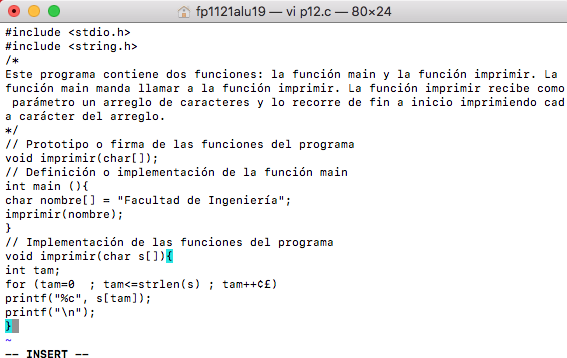 fp1121alu19 — vi p12.c — 80×24
#include <stdio.h>
#include <string.h>
/*
Este programa contiene dos funciones: la función main y la función imprimir. La
función main manda llamar a la función imprimir. La función imprimir recibe como
 parámetro un arreglo de caracteres y lo recorre de fin a inicio imprimiendo cad
a carácter del arreglo.
*/
// Prototipo o firma de las funciones del programa
void imprimir(char[]);
// Definición o implementación de la función main
int main (){
char nombre[] = "Facultad de Ingeniería";
imprimir(nombre);
}
// Implementación de las funciones del programa
void imprimir(char s[]){
int tam;
for (tam=0  ; tam<=strlen(s) ; tam++¢£)
printf("%c", s[tam]);
printf("\n");
}
~
-- INSERT --